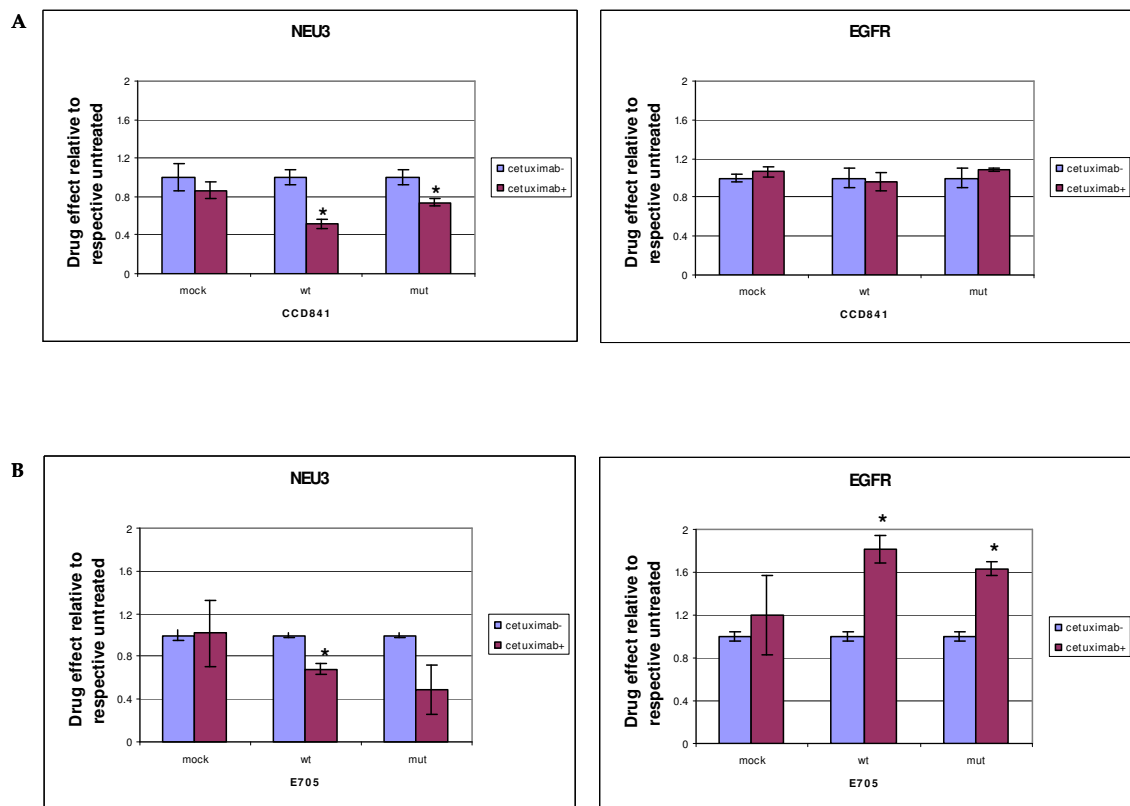 A
NEU3
Drug effect relative to
respective untreated
2
1.6
1.2
0.8
0.4
0
*
*
mock
wt
mut
CCD841
cetuximab-
cetuximab+
EGFR
Drug effect relative to
respective untreated
2
1.6
1.2
0.8
0.4
0
mock
wt
mut
CCD841
cetuximab-
cetuximab+
B
NEU3
Drug effect relative to
respective untreated
2
1.6
1.2
0.8
0.4
0
*
mock
wt
mut
E705
cetuximab-
cetuximab+
EGFR
Drug effect relative to
respective untreated
2
1.6
1.2
0.8
0.4
0
*
*
mock
wt
mut
E705
cetuximab-
cetuximab+